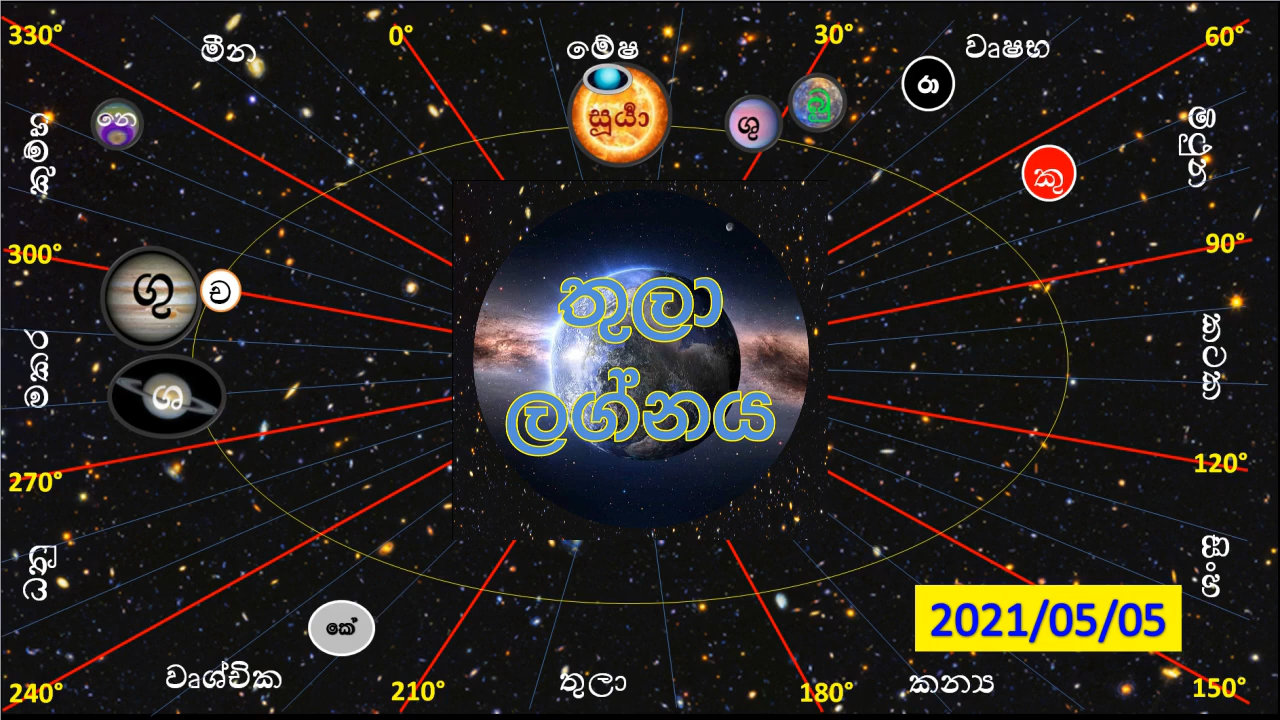 330°
මීන
0°
මේෂ
30°
වෘෂභ
60°
නෙ
සූර්‍යා
ශු
බු
රා
කුම්භ
මිථුන
කු
300°
ගු
ච
90°
තුලා
ලග්නය
මකර
ශ
කටක
270°
120°
ධනු
සිංහ
කේ
2021/05/05
වෘශ්චික
තුලා
කන්‍ය
240°
210°
180°
150°